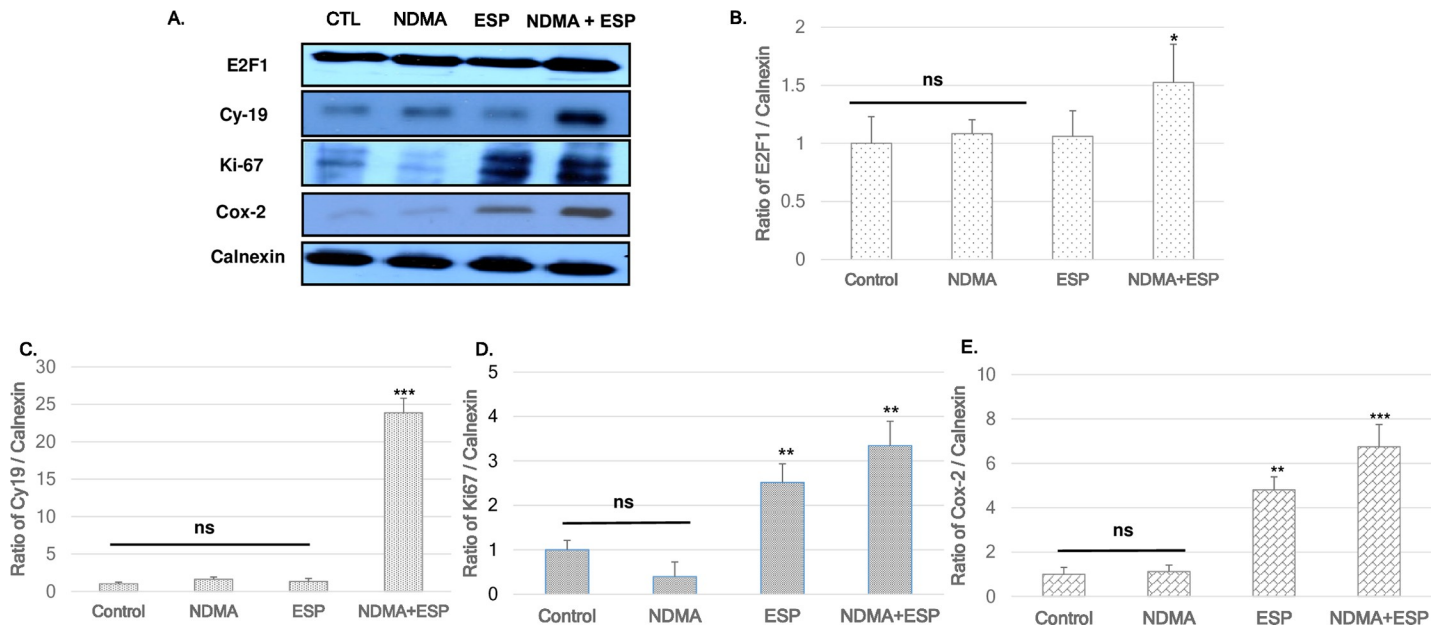 A.
CTL NDMA ESP NDMA + ESP
E2F1
Cy-19
Ki-67
Cox-2
Calnexin
B.
Ratio of E2F1 / Calnexin
2
1.5
1
0.5
0
ns
*
Control NDMA ESP NDMA+ESP
C.
Ratio of Cy19 / Calnexin
30
25
20
15
10
5
0
ns
***
Control NDMA ESP NDMA+ESP
D.
Ratio of Ki67 / Calnexin
5
4
3
2
1
0
ns
**
**
Control NDMA ESP NDMA+ESP
E.
Ratio of Cox-2 / Calnexin
10
8
6
4
2
0
ns
**
***
Control NDMA ESP NDMA+ESP